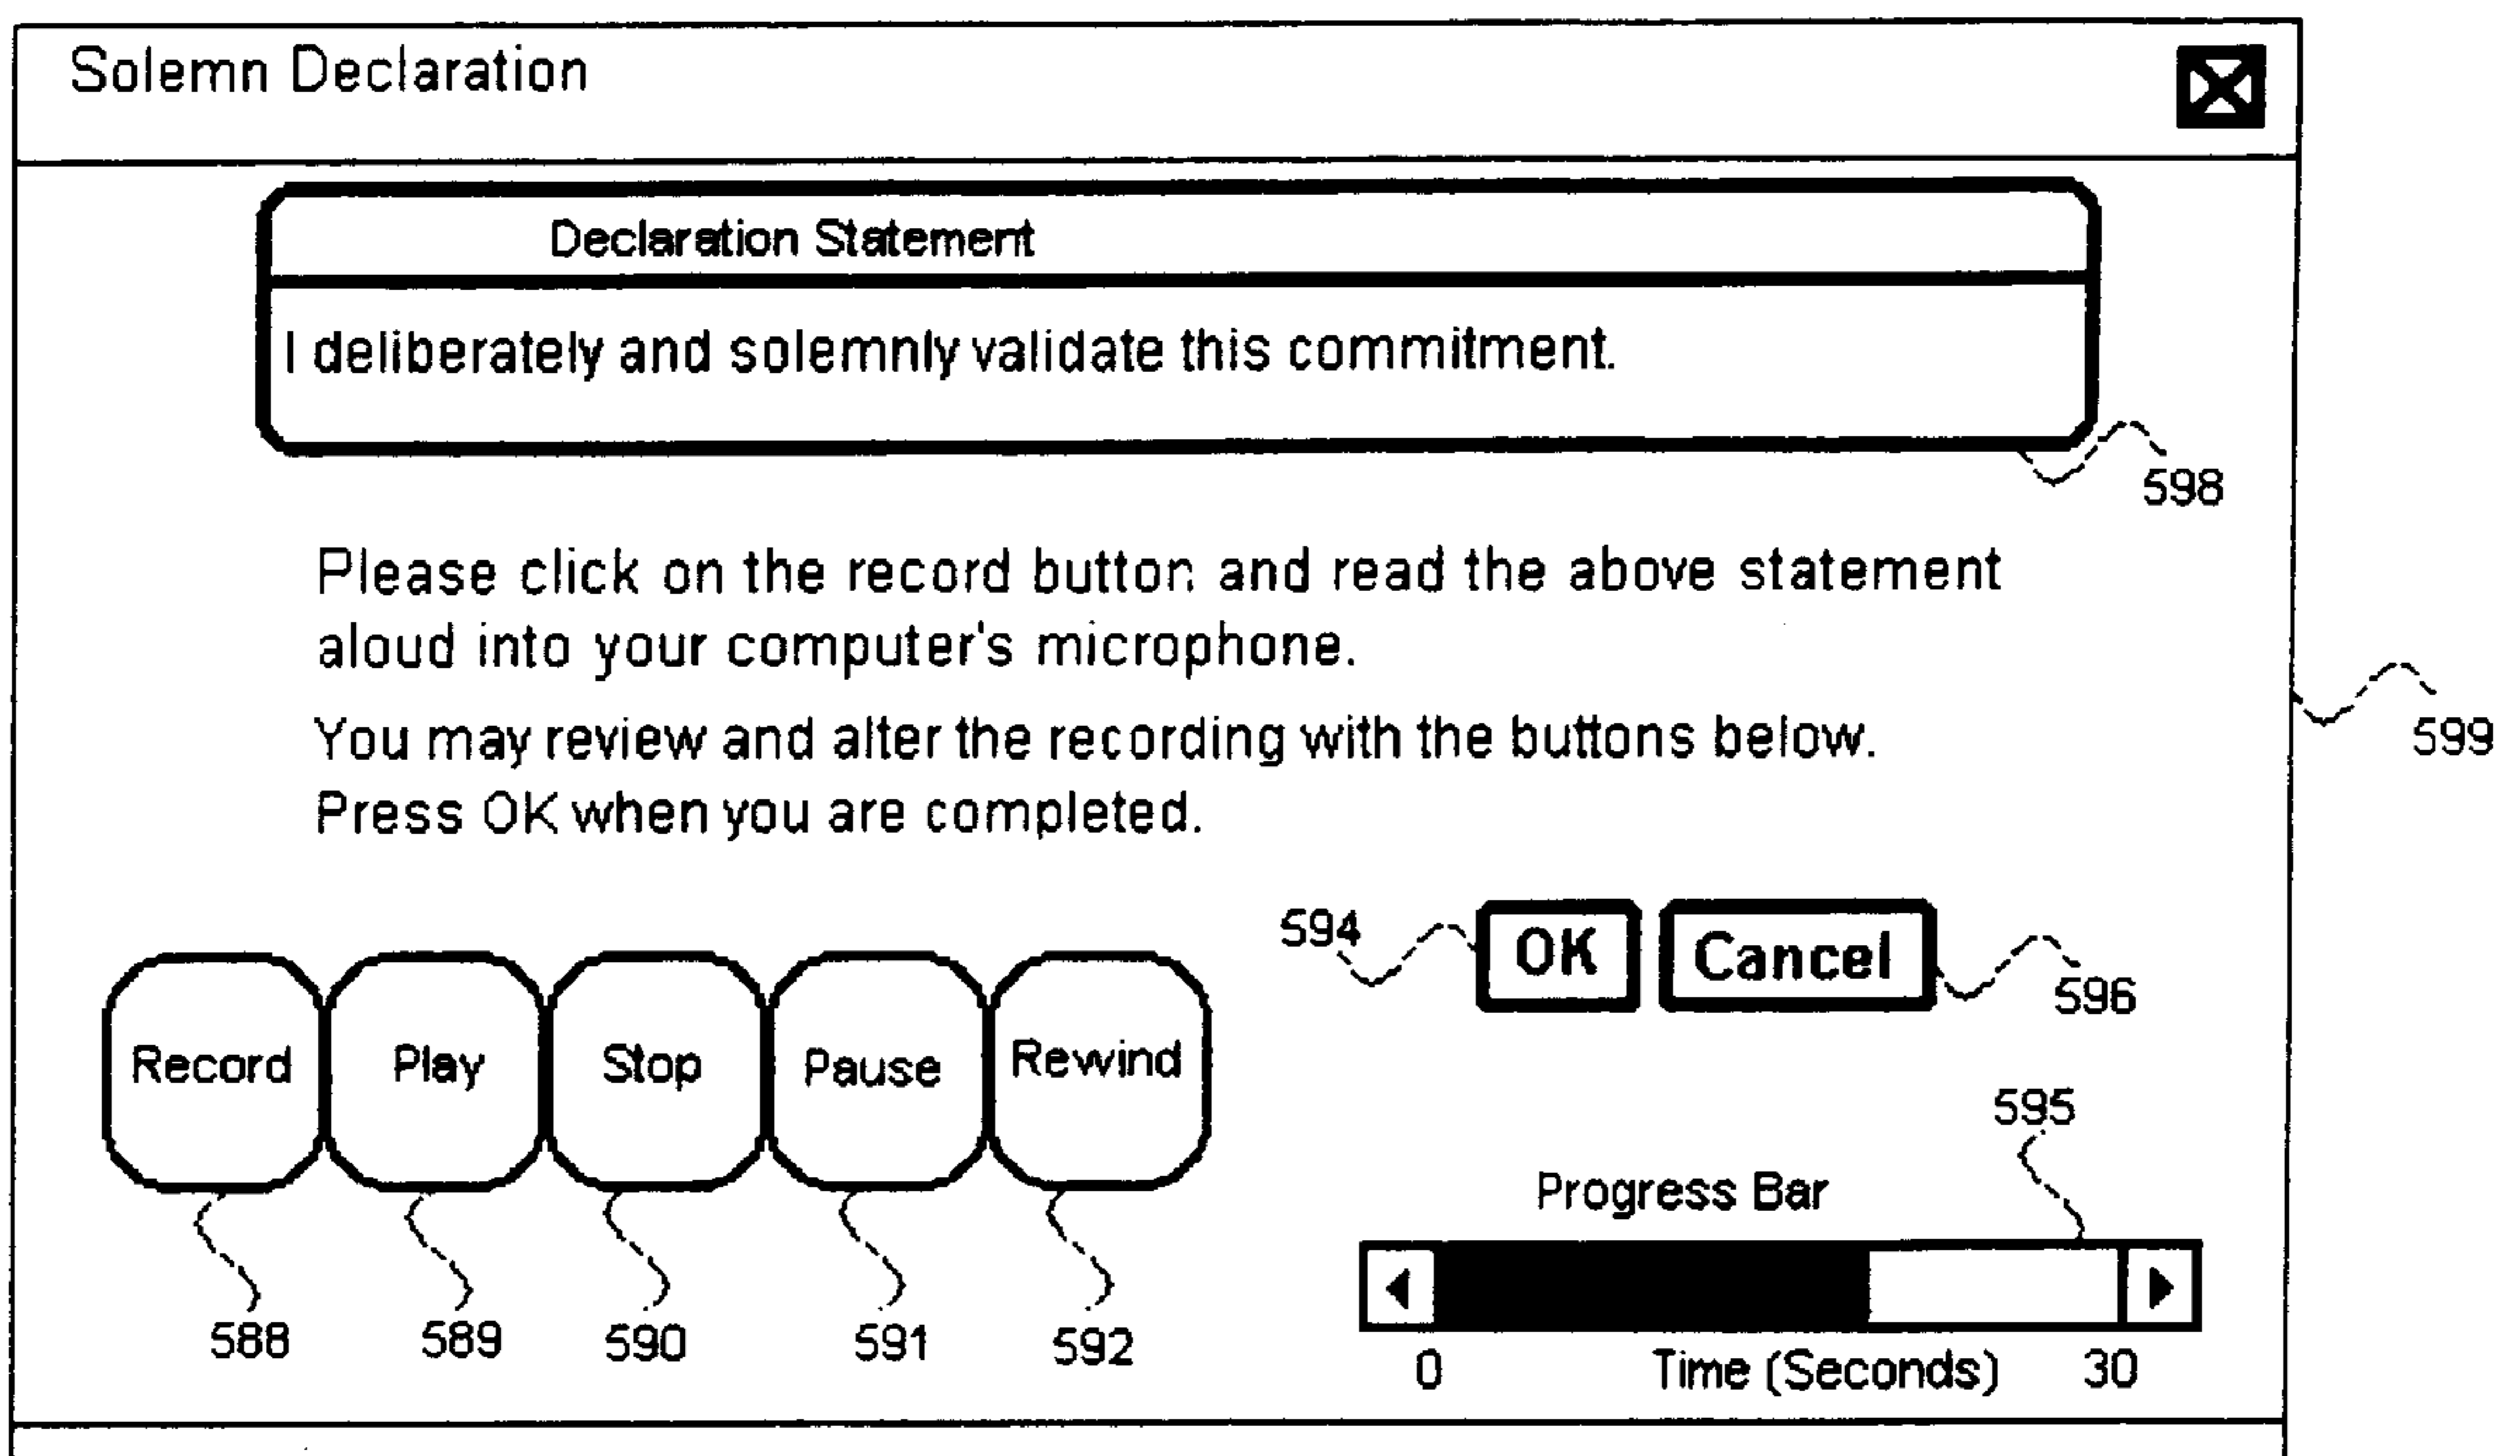 Solemn Declaration
Declaration Statement
I deliberately and solemnly validate this commitment.
598
Please click on the record button and read the above statement
aloud into your computer's microphone.
You may review and alter the recording with the buttons below.
599
Press OK when you are completed.
594
OK
Cancel
596
Record
Play
Stop
Pause
Rewind
595
Progress Bar
588
589
590
591
592
0
Time (Seconds)
30